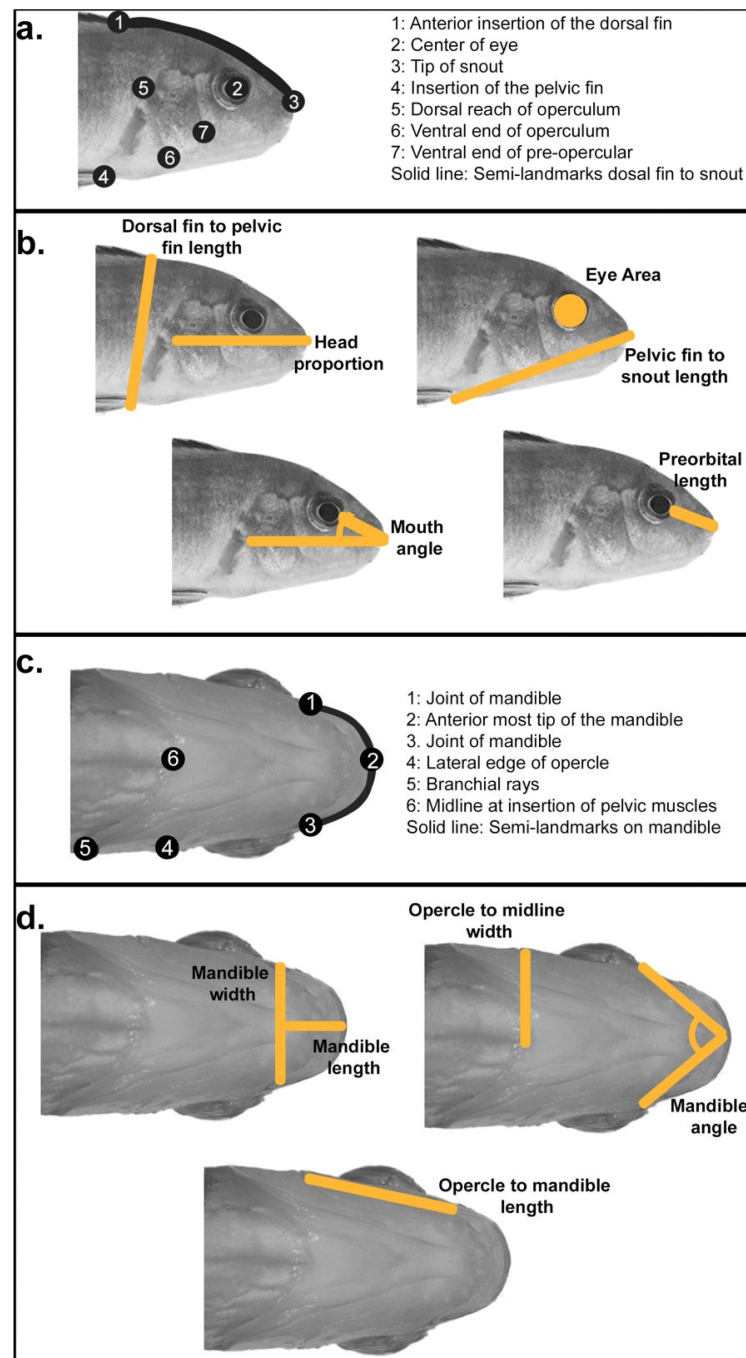 a.
1
2
3
4
5
6
7
1: Anterior insertion of the dorsal fin
2: Center of eye
3: Tip of snout
4: Insertion of the pelvic fin
5: Dorsal reach of operculum
6: Ventral end of operculum
7: Ventral end of pre-opercular
Solid line: Semi-landmarks dosal fin to snout
b.
Dorsal fin to pelvic
fin length
Head
proportion
Eye Area
Pelvic fin to
snout length
Mouth
angle
Preorbital
length
c.
1
2
3
4
5
6
1: Joint of mandible
2: Anterior most tip of the mandible
3. Joint of mandible
4: Lateral edge of opercle
5: Branchial rays
6: Midline at insertion of pelvic muscles
Solid line: Semi-landmarks on mandible
d.
Mandible
width
Mandible
length
Opercle to midline
width
Mandible
angle
Opercle to mandible
length